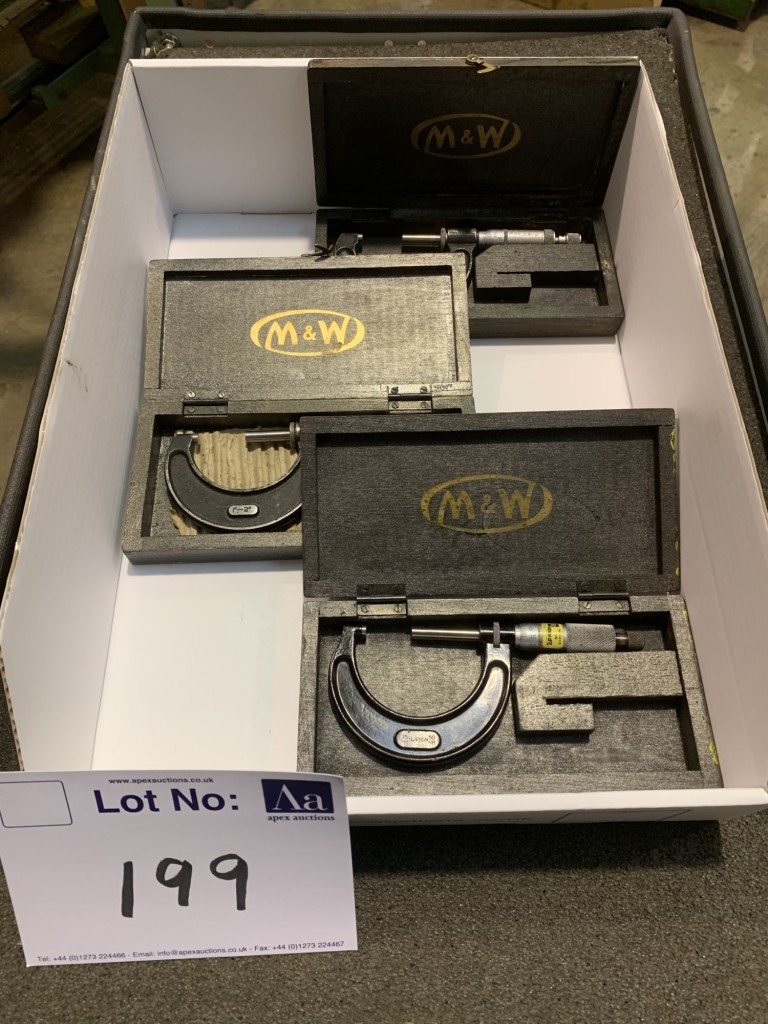 M & W
M & W
1"–2"
M & W
www.apexauctions.co.uk
Lot No:
Aa
apex auctions
199
Tel: +44 (0)1273 224466 - Email: info@apexauctions.co.uk - Fax: +44 (0)1273 224467